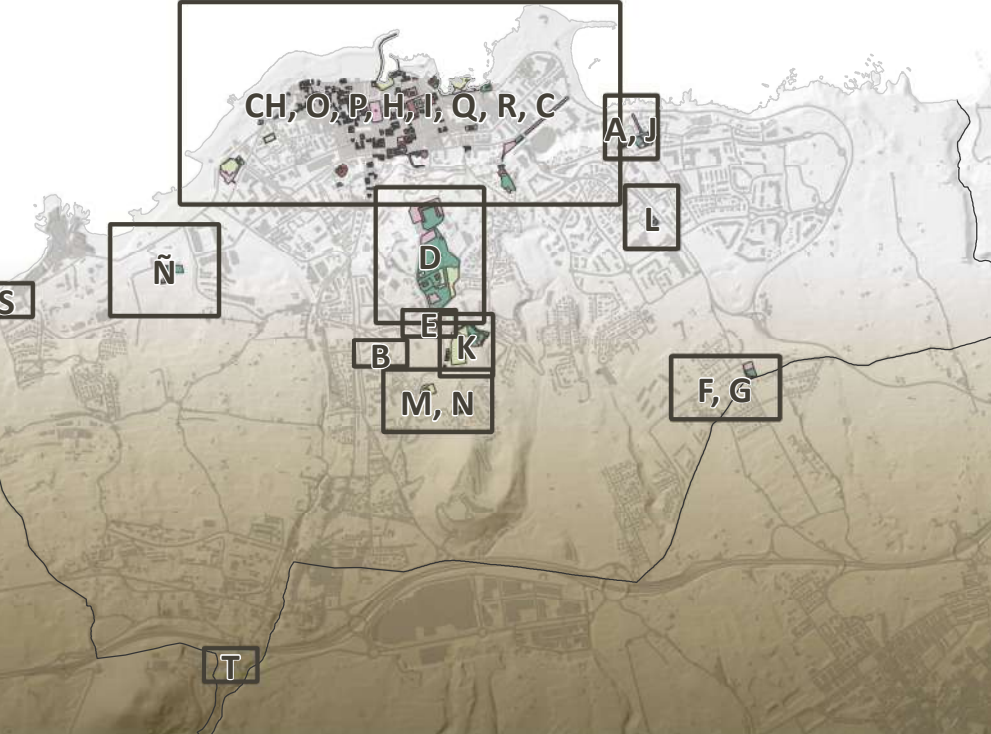 CH, O, P, H, I, Q, R, C
A, J
L
D
Ñ
S
E
B
K
F, G
M, N
T